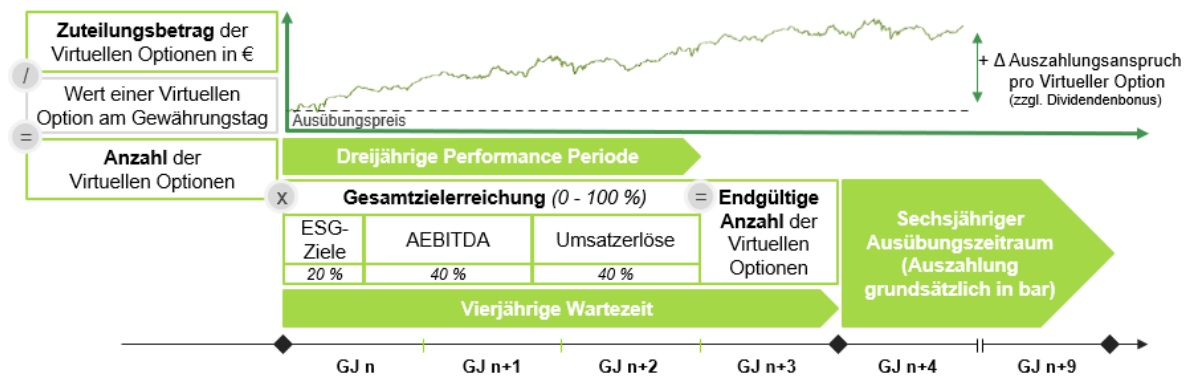 Zuteilungsbetrag der
Virtuellen Optionen in €
/
Wert einer Virtuellen
Option am Gewährungstag
=
Anzahl der
Virtuellen Optionen
Ausübungspreis
+ Δ Auszahlungsanspruch
pro Virtueller Option
(zzgl. Dividendenbonus)
Dreijährige Performance Periode
x
Gesamtzielerreichung (0 - 100 %)
ESG-
Ziele
AEBITDA
Umsatzerlöse
20 %
40 %
40 %
=
Endgültige
Anzahl der
Virtuellen
Optionen
Sechsjähriger
Ausübungszeitraum
(Auszahlung
grundsätzlich in bar)
Vierjährige Wartezeit
GJ n
GJ n+1
GJ n+2
GJ n+3
GJ n+4
GJ n+9